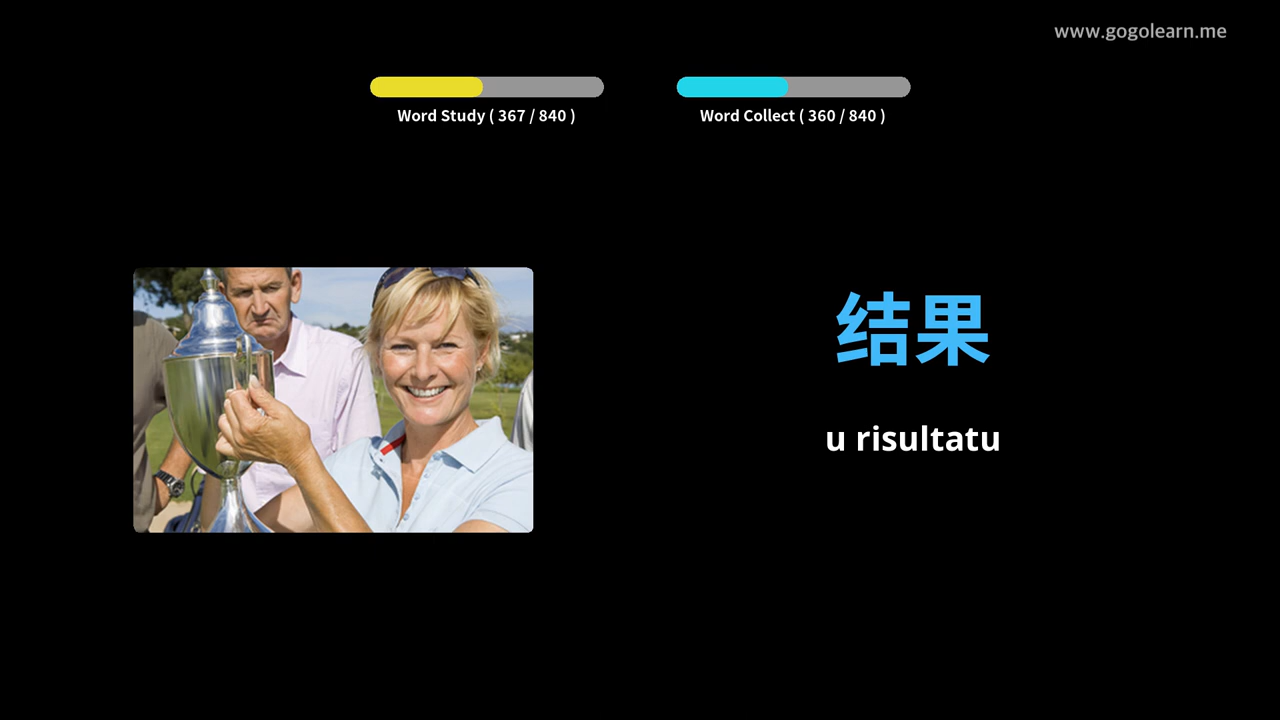 www.gogolearn.me
Word Study ( 367 / 840 )
Word Collect ( 360 / 840 )
结果
u risultatu